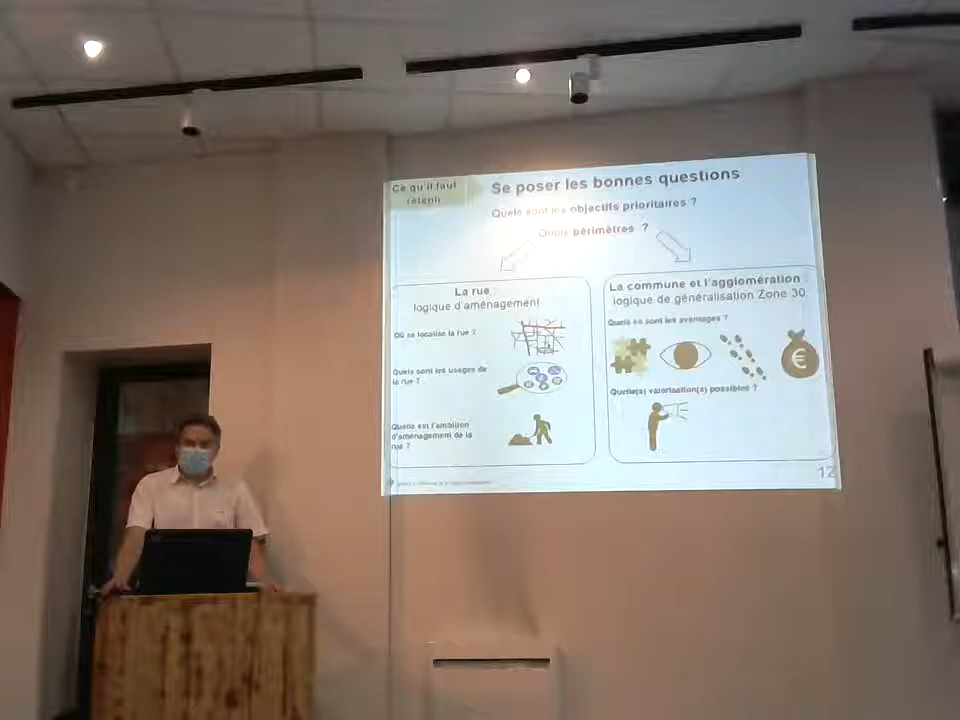 Ce qu'il faut
retenir
Se poser les bonnes questions
Quels sont les objectifs prioritaires ?
Quels périmètres ?
La rue :
logique d'aménagement
Où se localise la rue ?
Quels sont les usages de
la rue ?
Quelle est l'ambition
d'aménagement de la
rue ?
La commune et l'agglomération :
logique de généralisation Zone 30
Quels en sont les avantages ?
Quelle(s) valorisation(s) possibles ?
12